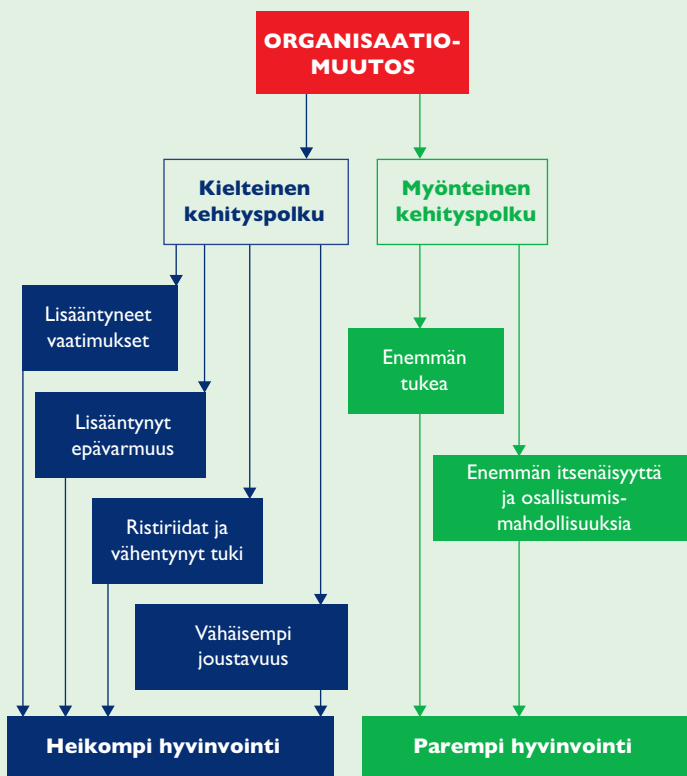 ORGANISAATIO-
MUUTOS
Kielteinen
kehityspolku
Myönteinen
kehityspolku
Lisääntyneet
vaatimukset
Enemmän
tukea
Lisääntynyt
epävarmuus
Enemmän itsenäisyyttä
ja osallistumis-
mahdollisuuksia
Ristiriidat ja
vähentynyt tuki
Vähäisempi
joustavuus
Heikompi hyvinvointi
Parempi hyvinvointi